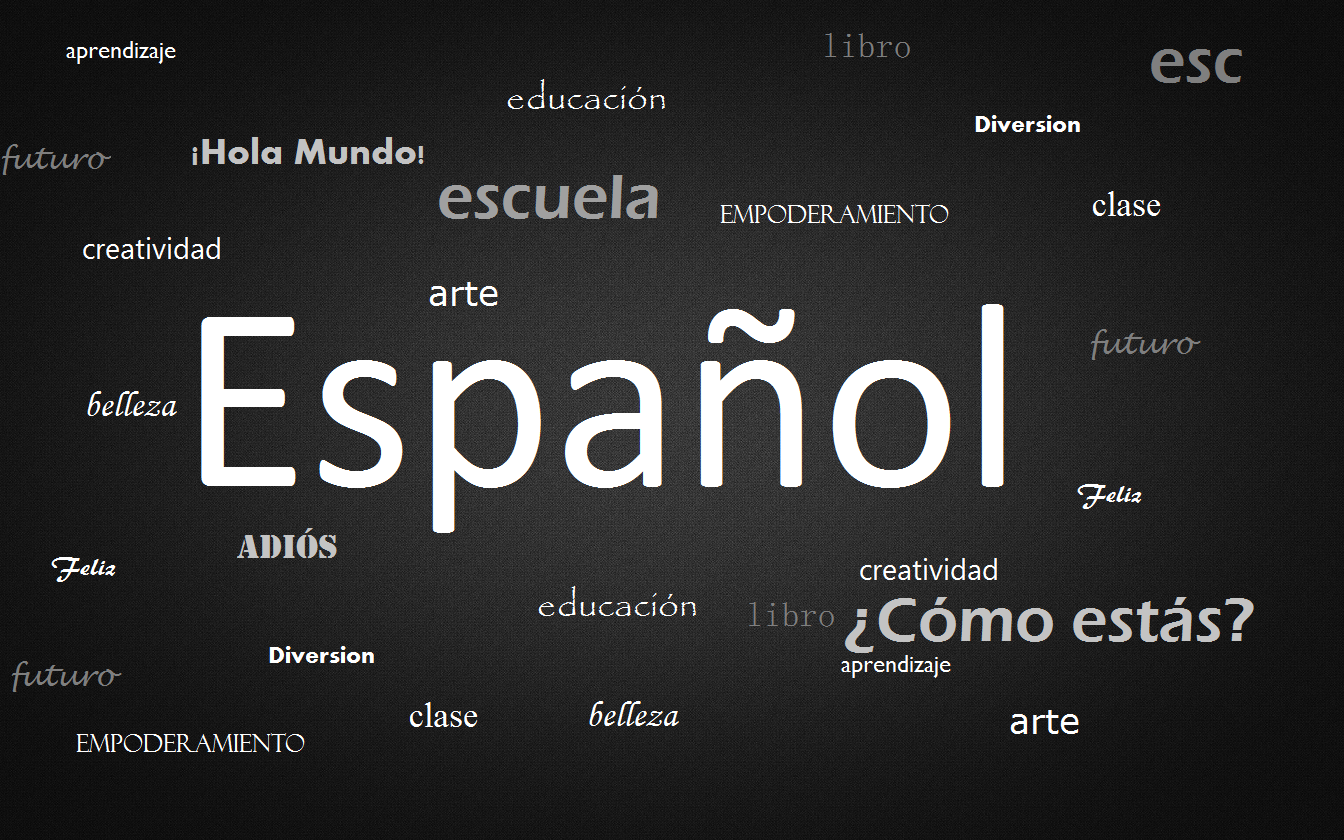 libro
aprendizaje
esc
educación
Diversion
¡Hola Mundo!
futuro
escuela
clase
EMPODERAMIENTO
creatividad
arte
futuro
Español
belleza
Feliz
ADIÓS
Feliz
creatividad
educación
libro
¿Cómo estás?
Diversion
aprendizaje
futuro
clase
belleza
arte
EMPODERAMIENTO